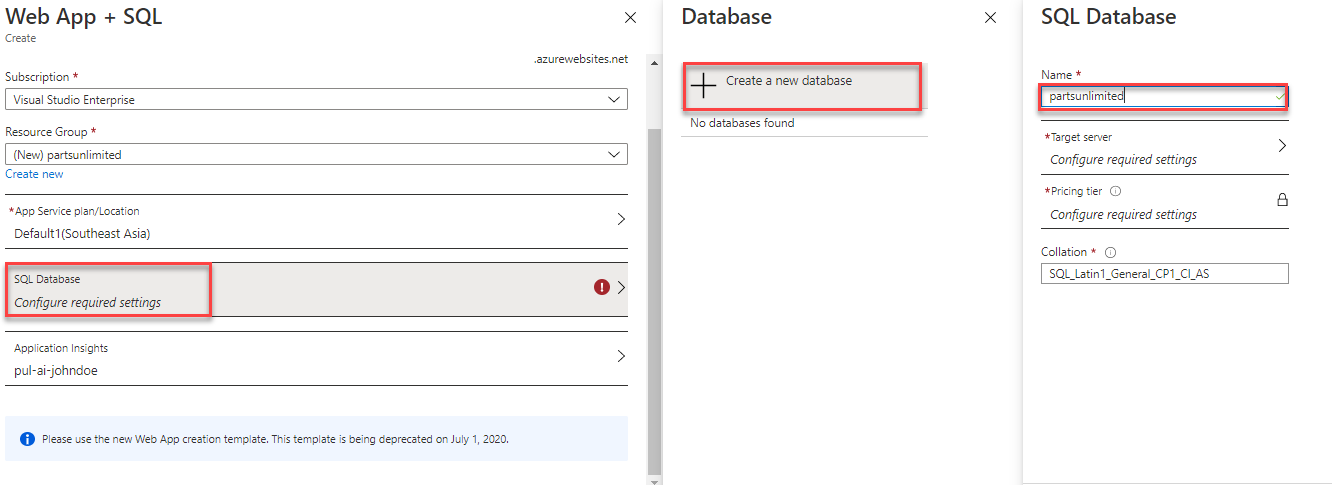 Web App + SQL
Create
.azurewebsites.net
Subscription *
Visual Studio Enterprise
Resource Group *
(New) partsunlimited
Create new
*App Service plan/Location
Default1(Southeast Asia)
SQL Database
Configure required settings
Application Insights
pul-ai-johndoe
Please use the new Web App creation template. This template is being deprecated on July 1, 2020.
Database
Create a new database
No databases found
SQL Database
Name *
partsunlimited
*Target server
Configure required settings
*Pricing tier
Configure required settings
Collation *
SQL_Latin1_General_CP1_CI_AS